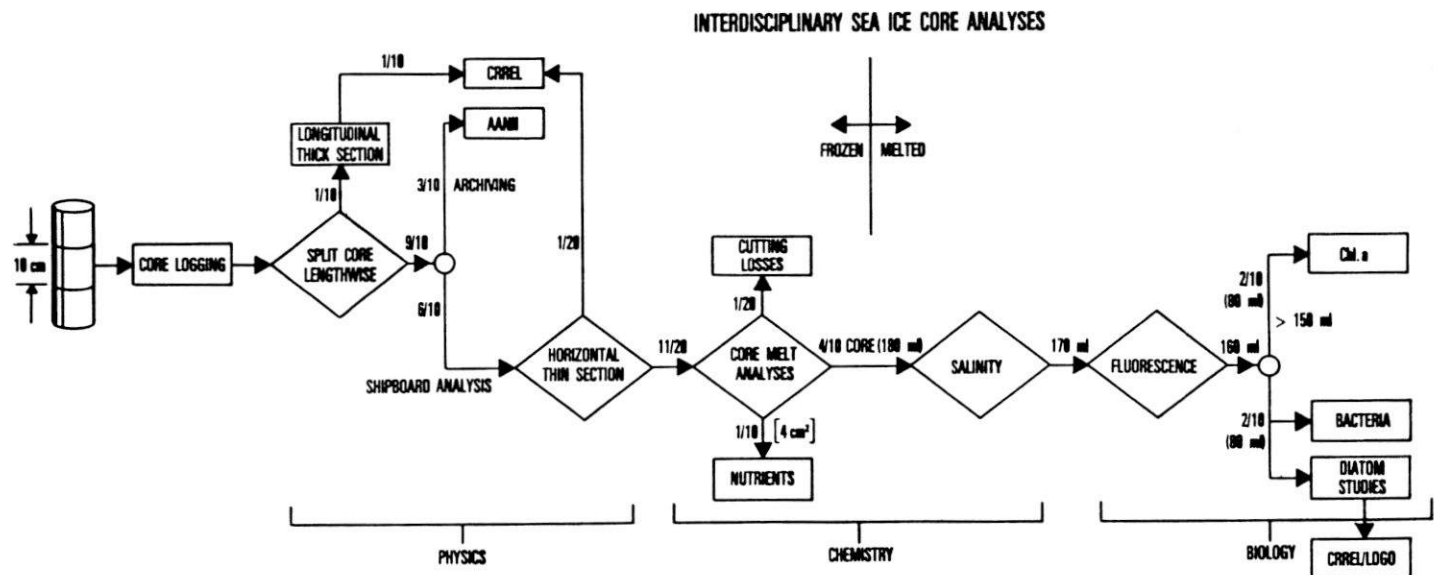 INTERDISCIPLINARY SEA ICE CORE ANALYSES
1/10
CRREL
LONGITUDINAL
THICK SECTION
3/10 ARCHIVING
1/10
FROZEN
MELTED
10 cm
CORE LOGGING
SPLIT CORE
LENGTHWISE
9/10
6/10
1/20
SHIPBOARD ANALYSIS
HORIZONTAL
THIN SECTION
11/20
CUTTING
LOSSES
1/20
CORE MELT
ANALYSES
1/10 [4 cm²]
NUTRIENTS
4/10 CORE (180 ml)
SALINITY
170 ml
FLUORESCENCE
160 ml
2/10
(80 ml)
> 150 ml
Chl. a
2/10
(80 ml)
BACTERIA
DIATOM
STUDIES
CRREL/LDGO
PHYSICS
CHEMISTRY
BIOLOGY